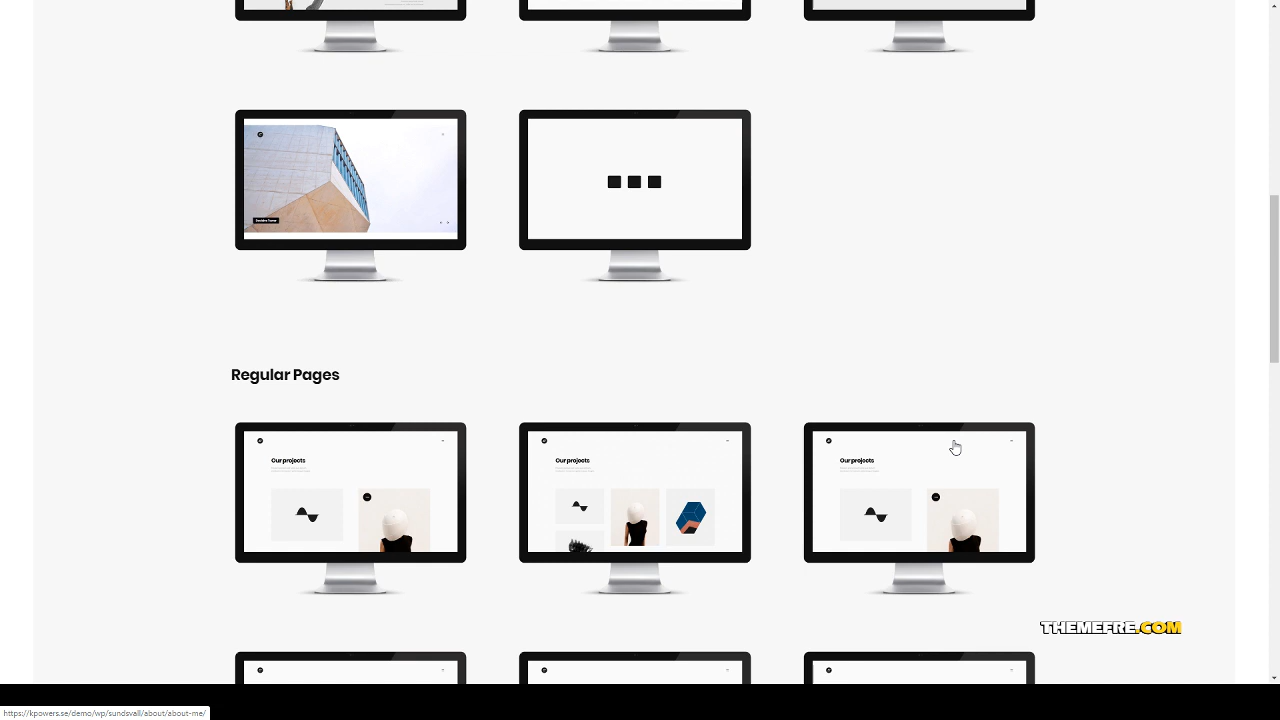 Regular Pages
Our projects
Our projects
Our projects
THEMEFRE.COM
https://kpowers.se/demo/wp/sundsvall/about/about-me/